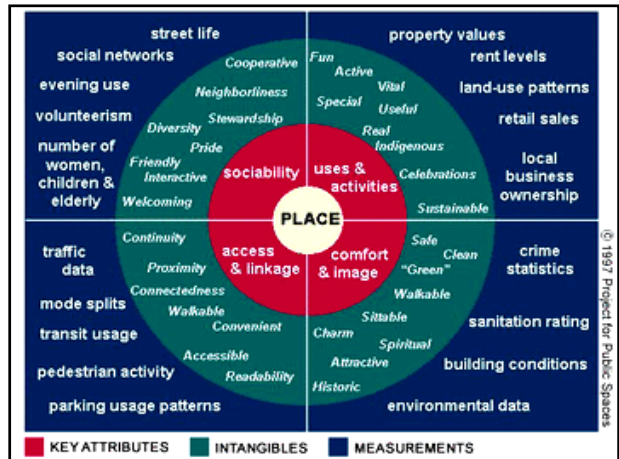 street life
social networks
evening use
volunteerism
number of
women,
children &
elderly
Cooperative
Neighborliness
Stewardship
Diversity
Pride
Friendly
Interactive
Welcoming
sociability
property values
rent levels
land-use patterns
retail sales
local
business
ownership
Fun
Active
Vital
Special
Useful
Real
Indigenous
Celebrations
Sustainable
uses &
activities
PLACE
access
& linkage
Continuity
Proximity
Connectedness
Walkable
Convenient
Accessible
Readability
traffic
data
mode splits
transit usage
pedestrian activity
parking usage patterns
comfort
& image
Safe
Clean
"Green"
Walkable
Sittable
Charm
Spiritual
Attractive
Historic
crime
statistics
sanitation rating
building conditions
environmental data
© 1997 Project for Public Spaces
KEY ATTRIBUTES
INTANGIBLES
MEASUREMENTS